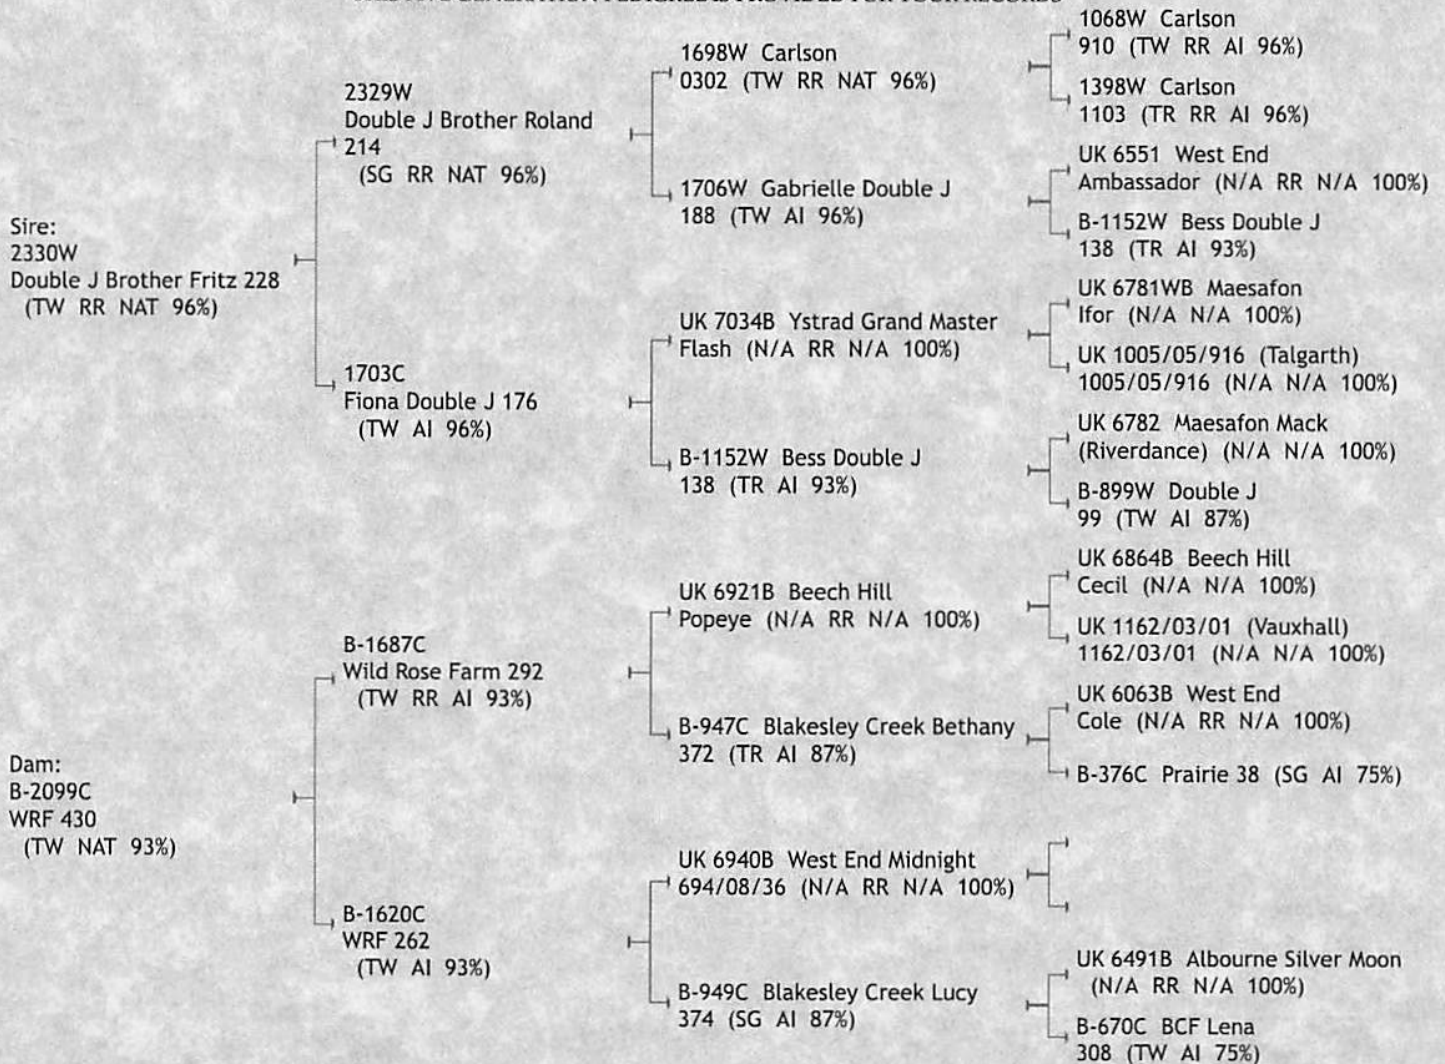 Sire:
2330W
Double J Brother Fritz 228
(TW RR NAT 96%)
Dam:
B-2099C
WRF 430
(TW NAT 93%)
2329W
Double J Brother Roland
214
(SG RR NAT 96%)
1703C
Fiona Double J 176
(TW AI 96%)
B-1687C
Wild Rose Farm 292
(TW RR AI 93%)
B-1620C
WRF 262
(TW AI 93%)
1698W Carlson
0302 (TW RR NAT 96%)
1706W Gabrielle Double J
188 (TW AI 96%)
UK 7034B Ystrad Grand Master
Flash (N/A RR N/A 100%)
B-1152W Bess Double J
138 (TR AI 93%)
UK 6921B Beech Hill
Popeye (N/A RR N/A 100%)
B-947C Blakesley Creek Bethany
372 (TR AI 87%)
UK 6940B West End Midnight
694/08/36 (N/A RR N/A 100%)
B-949C Blakesley Creek Lucy
374 (SG AI 87%)
1068W Carlson
910 (TW RR AI 96%)
1398W Carlson
1103 (TR RR AI 96%)
UK 6551 West End
Ambassador (N/A RR N/A 100%)
B-1152W Bess Double J
138 (TR AI 93%)
UK 6781WB Maesafon
Ifor (N/A N/A 100%)
UK 1005/05/916 (Talgarth)
1005/05/916 (N/A N/A 100%)
UK 6782 Maesafon Mack
(Riverdance) (N/A N/A 100%)
B-899W Double J
99 (TW AI 87%)
UK 6864B Beech Hill
Cecil (N/A N/A 100%)
UK 1162/03/01 (Vauxhall)
1162/03/01 (N/A N/A 100%)
UK 6063B West End
Cole (N/A RR N/A 100%)
B-376C Prairie 38 (SG AI 75%)
UK 6491B Albourne Silver Moon
(N/A RR N/A 100%)
B-670C BCF Lena
308 (TW AI 75%)